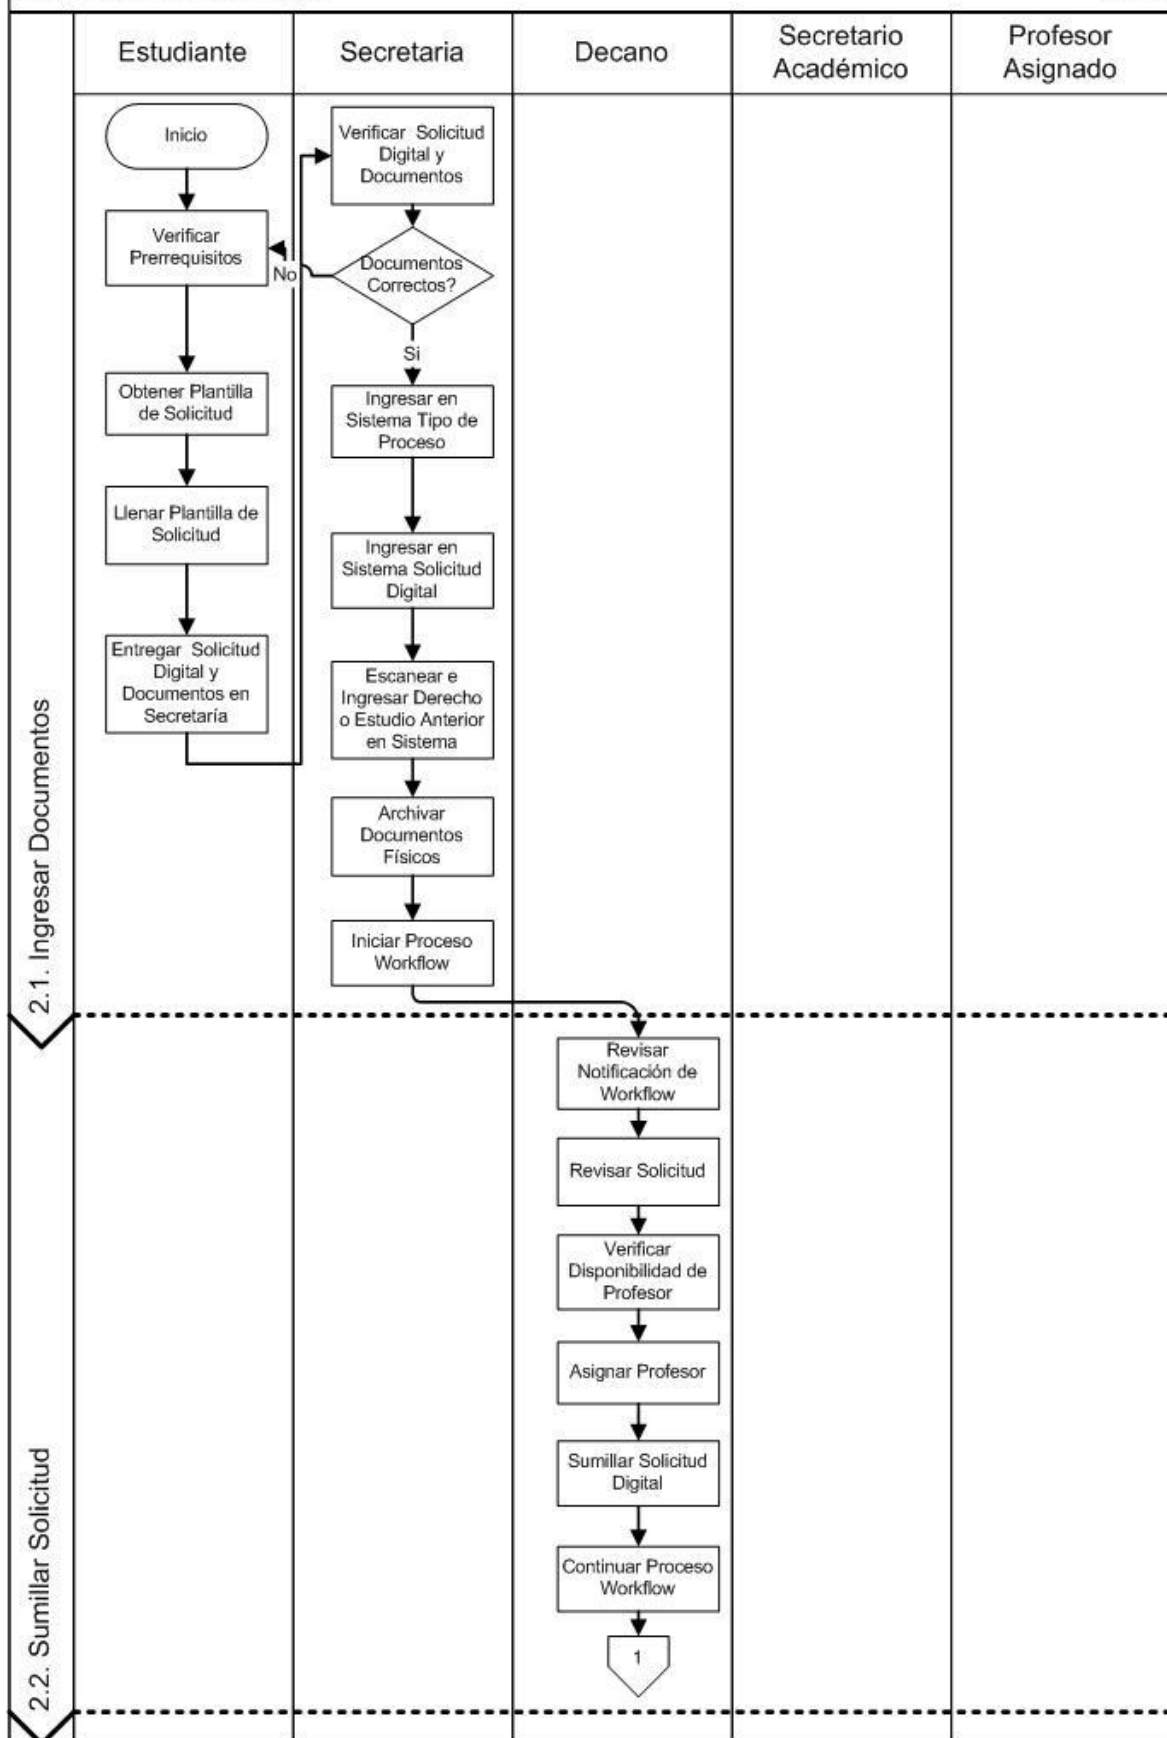 Estudiante
Secretaria
Decano
Secretario
Académico
Profesor
Asignado
2.1. Ingresar Documentos
Inicio
Verificar
Prerrequisitos
Obtener Plantilla
de Solicitud
Llenar Plantilla de
Solicitud
Entregar Solicitud
Digital y
Documentos en
Secretaría
Verificar Solicitud
Digital y
Documentos
Documentos
Correctos?
No
Si
Ingresar en
Sistema Tipo de
Proceso
Ingresar en
Sistema Solicitud
Digital
Escanear e
Ingresar Derecho
o Estudio Anterior
en Sistema
Archivar
Documentos
Físicos
Iniciar Proceso
Workflow
2.2. Sumillar Solicitud
Revisar
Notificación de
Workflow
Revisar Solicitud
Verificar
Disponibilidad de
Profesor
Asignar Profesor
Sumillar Solicitud
Digital
Continuar Proceso
Workflow
1